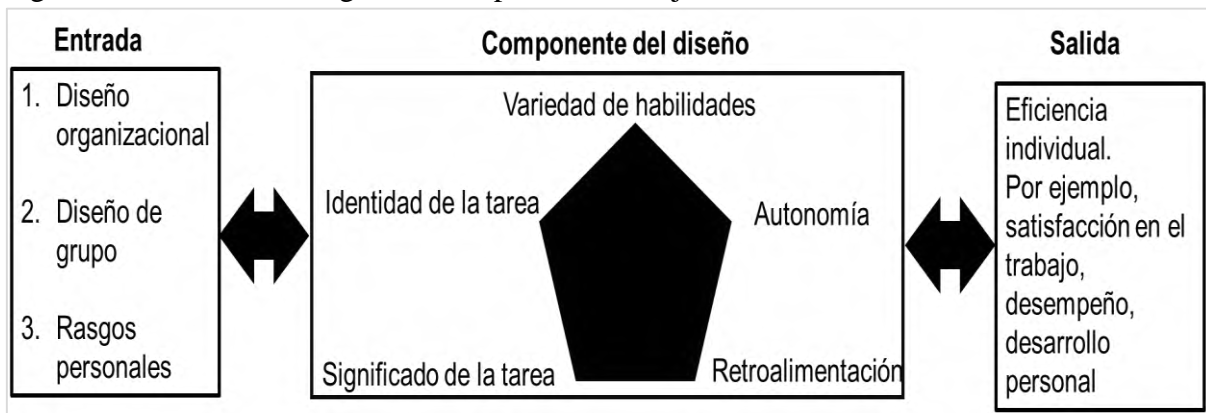 Entrada
Componente del diseño
Salida
1. Diseño
organizacional
2. Diseño de
grupo
3. Rasgos
personales
Variedad de habilidades
Identidad de la tarea
Autonomía
Significado de la tarea
Retroalimentación
Eficiencia
individual.
Por ejemplo,
satisfacción en el
trabajo,
desempeño,
desarrollo
personal